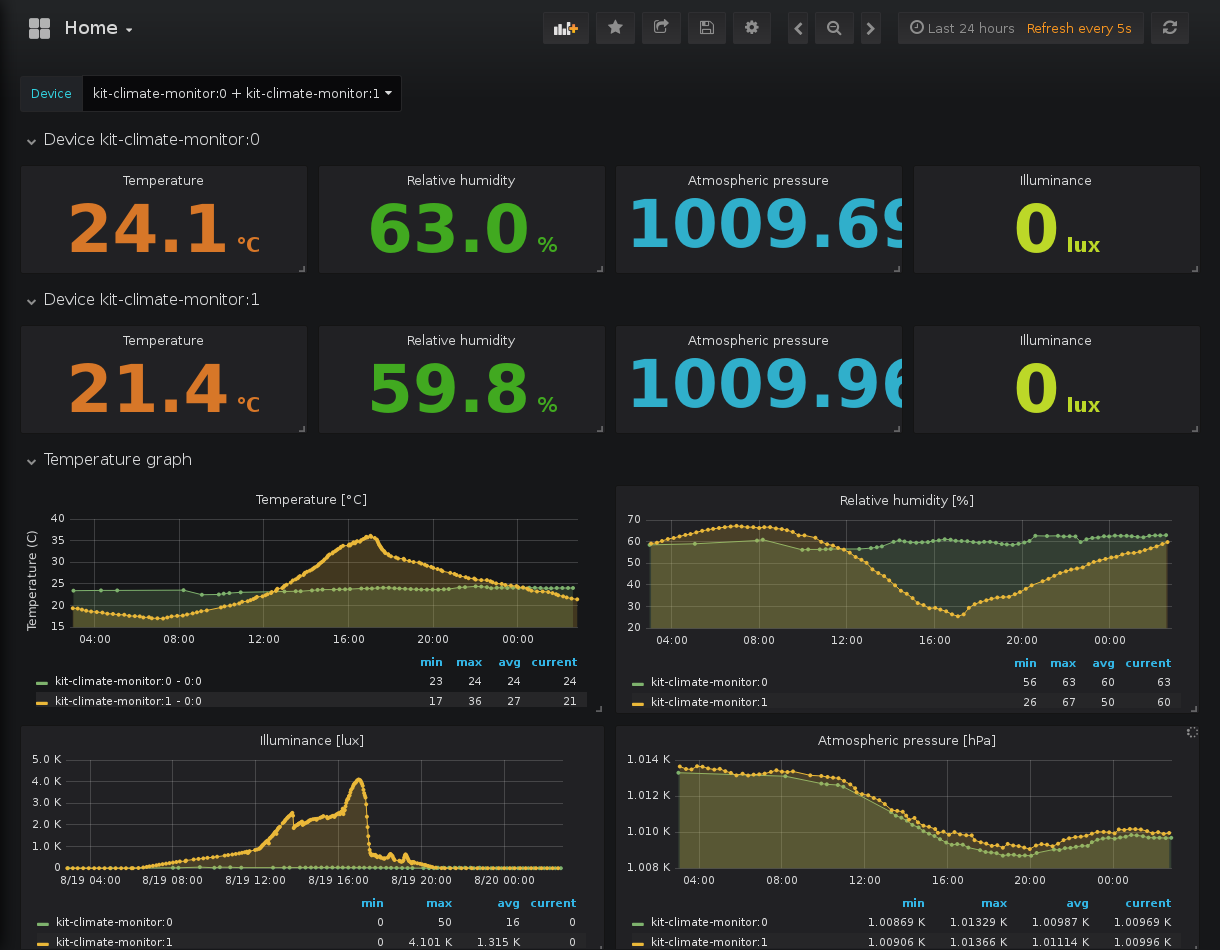 Home
Last 24 hours Refresh every 5s
Device kit-climate-monitor:0 + kit-climate-monitor:1
Device kit-climate-monitor:0
Temperature Relative humidity Atmospheric pressure Illuminance
24.1 °C 63.0 % 1009.69 0 lux
Device kit-climate-monitor:1
Temperature Relative humidity Atmospheric pressure Illuminance
21.4 °C 59.8 % 1009.96 0 lux
Temperature graph
Temperature [°C]
Temperature (C)
40
35
30
25
20
15
04:00 08:00 12:00 16:00 20:00 00:00
min max avg current
kit-climate-monitor:0 - 0:0 23 24 24 24
kit-climate-monitor:1 - 0:0 17 36 27 21
Relative humidity [%]
70
60
50
40
30
20
04:00 08:00 12:00 16:00 20:00 00:00
min max avg current
kit-climate-monitor:0 56 63 60 63
kit-climate-monitor:1 26 67 50 60
Illuminance [lux]
5.0 K
4.0 K
3.0 K
2.0 K
1.0 K
0
8/19 04:00 8/19 08:00 8/19 12:00 8/19 16:00 8/19 20:00 8/20 00:00
min max avg current
kit-climate-monitor:0 0 50 16 0
kit-climate-monitor:1 0 4.101 K 1.315 K 0
Atmospheric pressure [hPa]
1.014 K
1.012 K
1.010 K
1.008 K
04:00 08:00 12:00 16:00 20:00 00:00
min max avg current
kit-climate-monitor:0 1.00869 K 1.01329 K 1.00987 K 1.00969 K
kit-climate-monitor:1 1.00906 K 1.01366 K 1.01114 K 1.00996 K